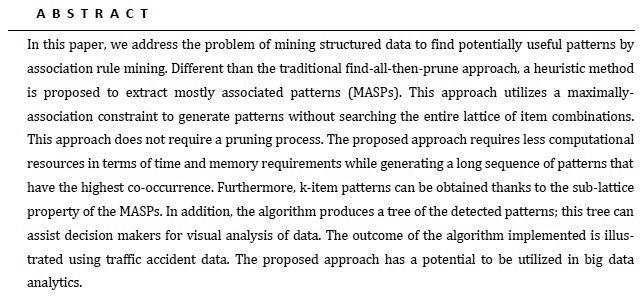 A B S T R A C T
In this paper, we address the problem of mining structured data to find potentially useful patterns by
association rule mining. Different than the traditional find-all-then-prune approach, a heuristic method
is proposed to extract mostly associated patterns (MASPs). This approach utilizes a maximally-
association constraint to generate patterns without searching the entire lattice of item combinations.
This approach does not require a pruning process. The proposed approach requires less computational
resources in terms of time and memory requirements while generating a long sequence of patterns that
have the highest co-occurrence. Furthermore, k-item patterns can be obtained thanks to the sub-lattice
property of the MASPs. In addition, the algorithm produces a tree of the detected patterns; this tree can
assist decision makers for visual analysis of data. The outcome of the algorithm implemented is illus-
trated using traffic accident data. The proposed approach has a potential to be utilized in big data
analytics.